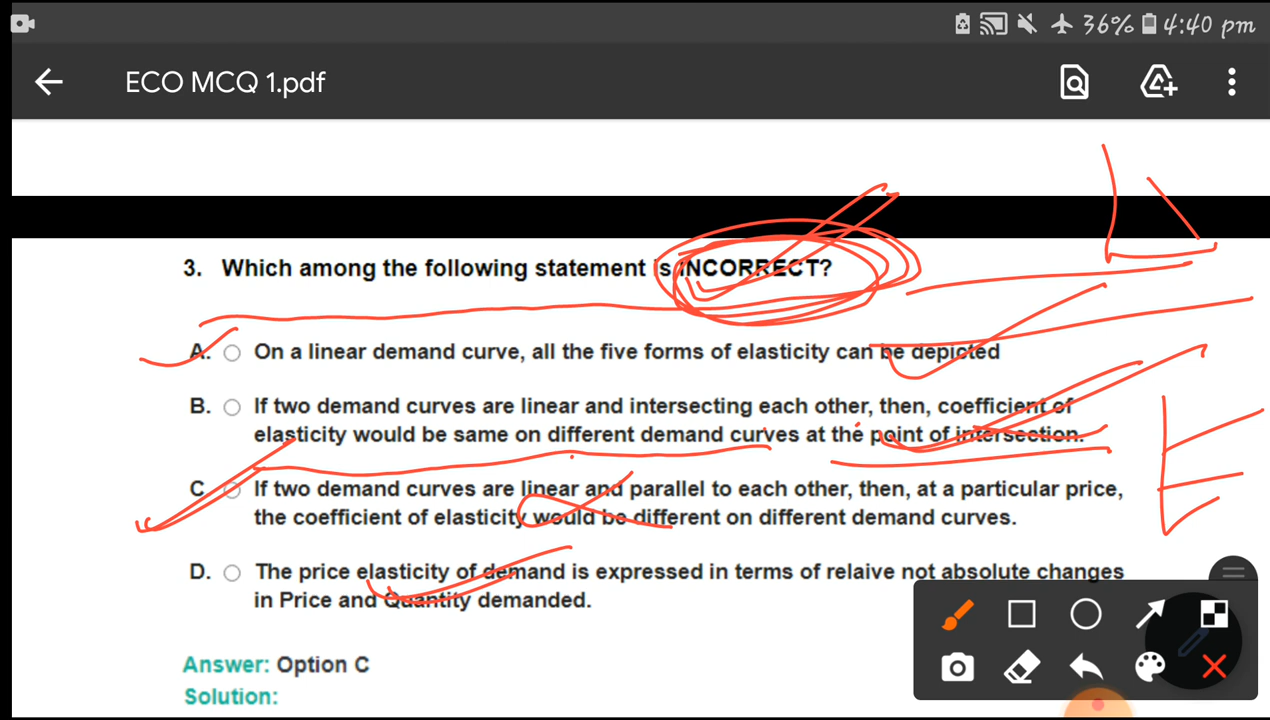 36% 4:40 pm
ECO MCQ 1.pdf
3. Which among the following statement is INCORRECT?
A. On a linear demand curve, all the five forms of elasticity can be depicted
B. If two demand curves are linear and intersecting each other, then, coefficient of
elasticity would be same on different demand curves at the point of intersection.
C. If two demand curves are linear and parallel to each other, then, at a particular price,
the coefficient of elasticity would be different on different demand curves.
D. The price elasticity of demand is expressed in terms of relaive not absolute changes
in Price and Quantity demanded.
Answer: Option C
Solution: